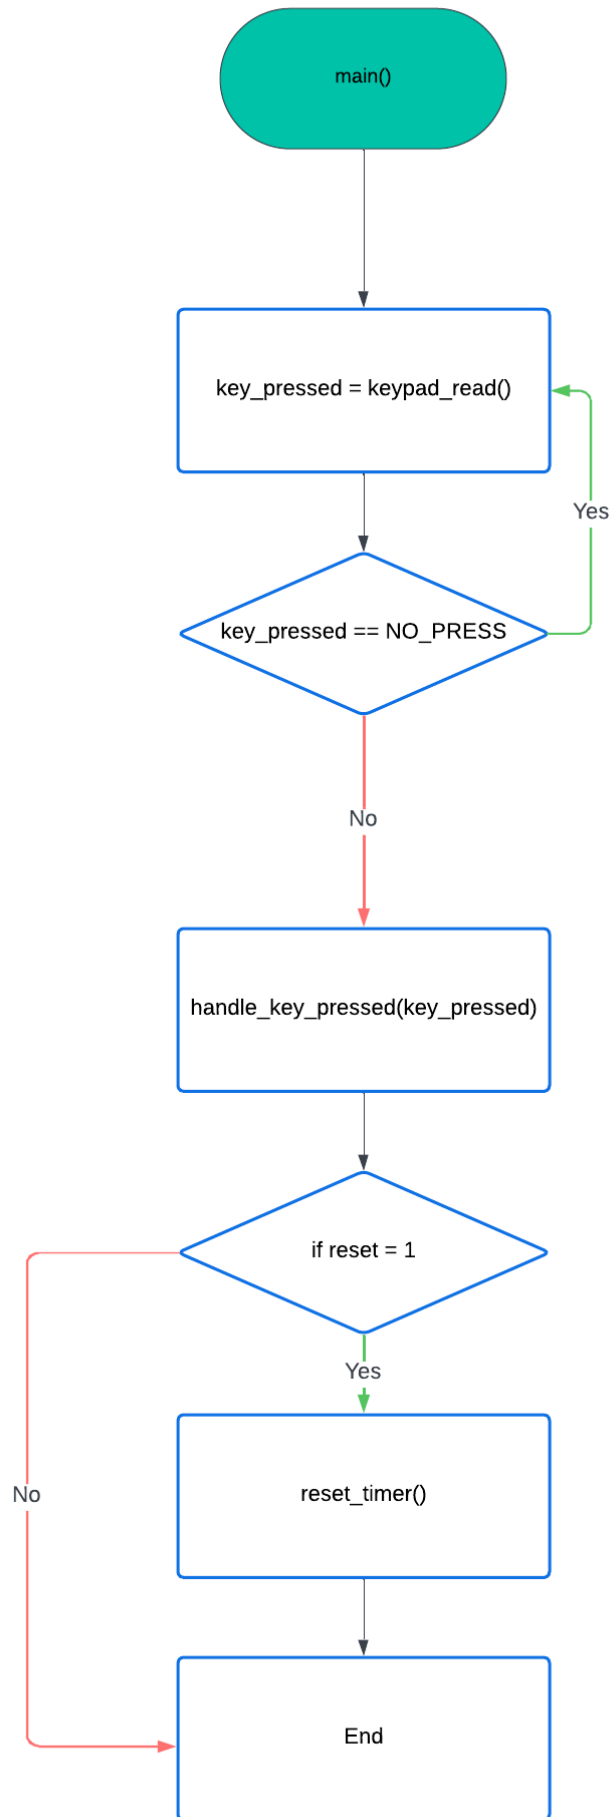 main()
key_pressed = keypad_read()
Yes
key_pressed == NO_PRESS
No
handle_key_pressed(key_pressed)
if reset = 1
Yes
reset_timer()
No
End